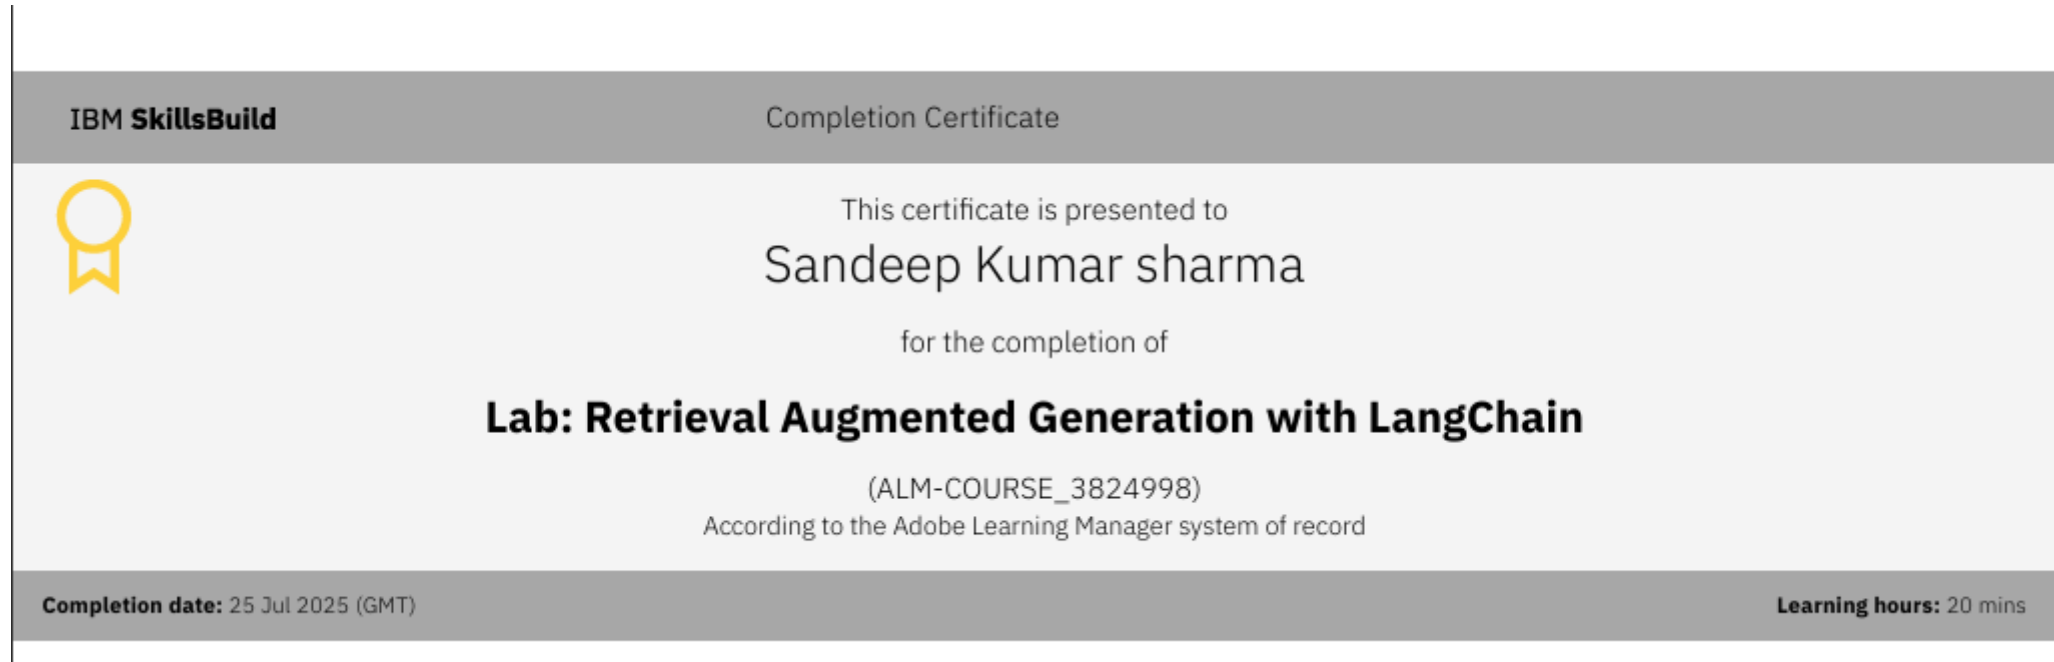 IBM SkillsBuild
Completion Certificate
This certificate is presented to
Sandeep Kumar sharma
for the completion of
Lab: Retrieval Augmented Generation with LangChain
(ALM-COURSE_3824998)
According to the Adobe Learning Manager system of record
Completion date: 25 Jul 2025 (GMT)
Learning hours: 20 mins